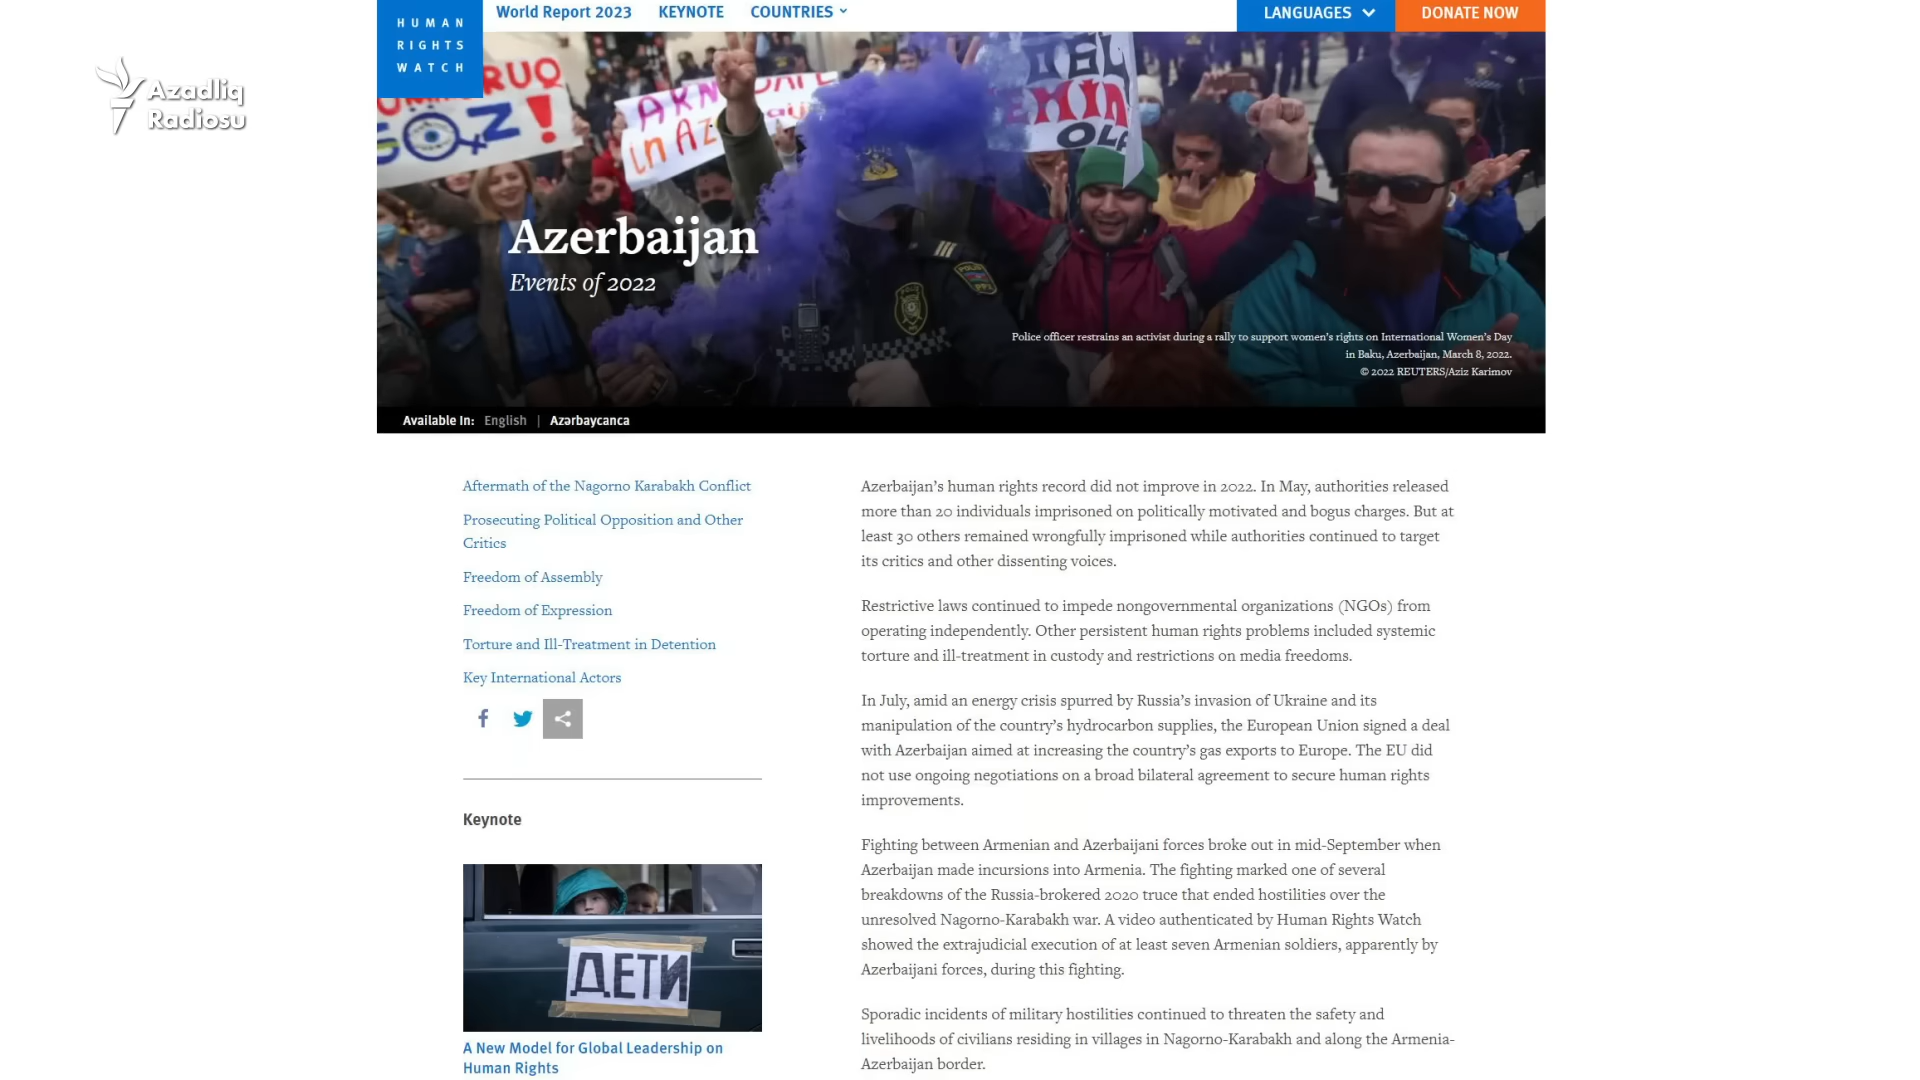 HUMAN
RIGHTS
WATCH
World Report 2023 KEYNOTE COUNTRIES
LANGUAGES
DONATE NOW
Azadlıq
Radiosu
Azerbaijan
Events of 2022
Police officer restrains an activist during a rally to support women's rights on International Women's Day
in Baku, Azerbaijan, March 8, 2022.
© 2022 REUTERS/Aziz Karimov
Available In: English | Azərbaycanca
Aftermath of the Nagorno Karabakh Conflict
Prosecuting Political Opposition and Other
Critics
Freedom of Assembly
Freedom of Expression
Torture and Ill-Treatment in Detention
Key International Actors
Keynote
ДЕТИ
A New Model for Global Leadership on
Human Rights
Azerbaijan's human rights record did not improve in 2022. In May, authorities released
more than 20 individuals imprisoned on politically motivated and bogus charges. But at
least 30 others remained wrongfully imprisoned while authorities continued to target
its critics and other dissenting voices.
Restrictive laws continued to impede nongovernmental organizations (NGOs) from
operating independently. Other persistent human rights problems included systemic
torture and ill-treatment in custody and restrictions on media freedoms.
In July, amid an energy crisis spurred by Russia's invasion of Ukraine and its
manipulation of the country's hydrocarbon supplies, the European Union signed a deal
with Azerbaijan aimed at increasing the country's gas exports to Europe. The EU did
not use ongoing negotiations on a broad bilateral agreement to secure human rights
improvements.
Fighting between Armenian and Azerbaijani forces broke out in mid-September when
Azerbaijan made incursions into Armenia. The fighting marked one of several
breakdowns of the Russia-brokered 2020 truce that ended hostilities over the
unresolved Nagorno-Karabakh war. A video authenticated by Human Rights Watch
showed the extrajudicial execution of at least seven Armenian soldiers, apparently by
Azerbaijani forces, during this fighting.
Sporadic incidents of military hostilities continued to threaten the safety and
livelihoods of civilians residing in villages in Nagorno-Karabakh and along the Armenia-
Azerbaijan border.